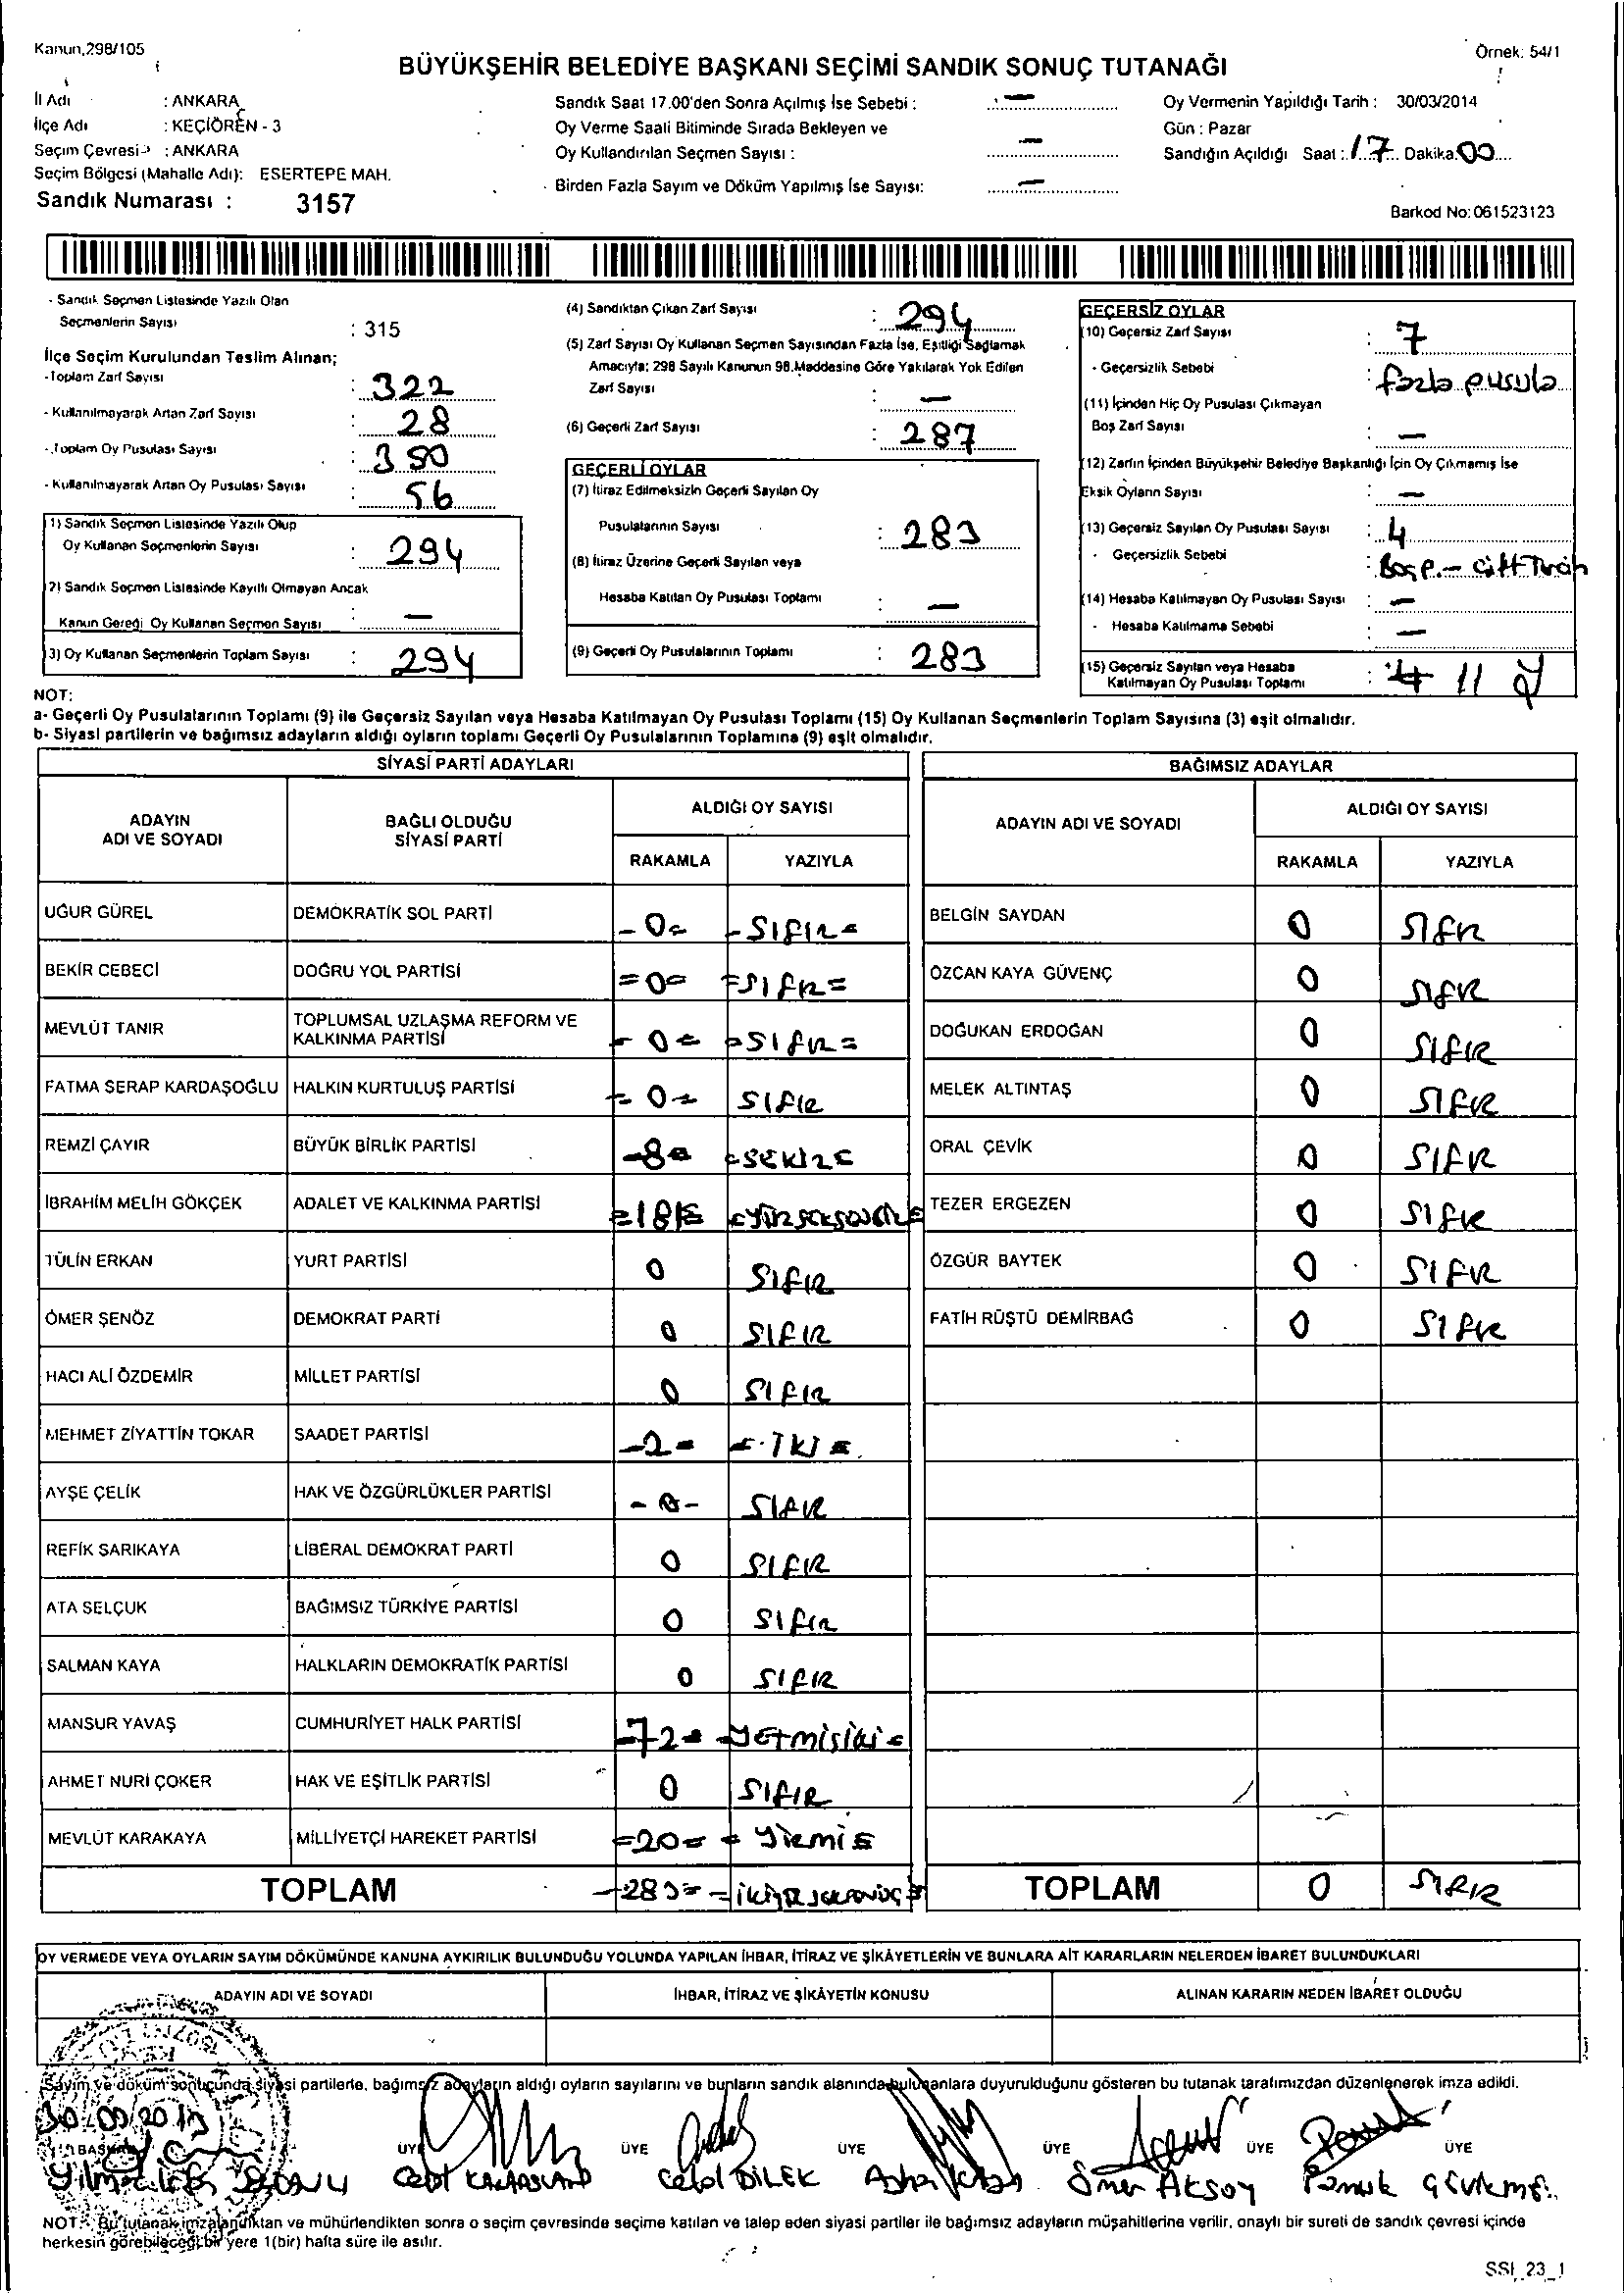 Kanun,298/105
Örnek: 54/1
BÜYÜKŞEHİR BELEDİYE BAŞKANI SEÇİMİ SANDIK SONUÇ TUTANAĞI
İl Adı : ANKARA
İlçe Adı : KEÇİÖREN - 3
Seçim Çevresi : ANKARA
Seçim Bölgesi (Mahalle Adı): ESERTEPE MAH.
Sandık Numarası : 3157
Sandık Saat 17.00'den Sonra Açılmış İse Sebebi : —
Oy Verme Saati Bitiminde Sırada Bekleyen ve
Oy Kullandırılan Seçmen Sayısı : —
Birden Fazla Sayım ve Döküm Yapılmış İse Sayısı: —
Oy Vermenin Yapıldığı Tarih : 30/03/2014
Gün : Pazar
Sandığın Açıldığı Saat : 17 Dakika: 00
Barkod No:061523123
- Sandık Seçmen Listesinde Yazılı Olan
Seçmenlerin Sayısı : 315
İlçe Seçim Kurulundan Teslim Alınan;
- Toplam Zarf Sayısı : 322
- Kullanılmayarak Artan Zarf Sayısı : 28
- Toplam Oy Pusulası Sayısı : 350
- Kullanılmayarak Artan Oy Pusulası Sayısı : 56
1) Sandık Seçmen Listesinde Yazılı Olup
Oy Kullanan Seçmenlerin Sayısı : 294
2) Sandık Seçmen Listesinde Kayıtlı Olmayan Ancak
Kanun Gereği Oy Kullanan Seçmen Sayısı : —
3) Oy Kullanan Seçmenlerin Toplam Sayısı : 294
(4) Sandıktan Çıkan Zarf Sayısı : 294
(5) Zarf Sayısı Oy Kullanan Seçmen Sayısından Fazla İse, Eşitliği Sağlamak
Amacıyla; 298 Sayılı Kanunun 98.Maddesine Göre Yakılarak Yok Edilen
Zarf Sayısı : —
(6) Geçerli Zarf Sayısı : 287
GEÇERLİ OYLAR
(7) İtiraz Edilmeksizin Geçerli Sayılan Oy
Pusulalarının Sayısı : 283
(8) İtiraz Üzerine Geçerli Sayılan veya
Hesaba Katılan Oy Pusulası Toplamı : —
(9) Geçerli Oy Pusulalarının Toplamı : 283
GEÇERSİZ OYLAR
(10) Geçersiz Zarf Sayısı : 7
- Geçersizlik Sebebi : fazla pusula
(11) İçinden Hiç Oy Pusulası Çıkmayan
Boş Zarf Sayısı : —
(12) Zarfın İçinden Büyükşehir Belediye Başkanlığı İçin Oy Çıkmamış İse
Eksik Oyların Sayısı : —
(13) Geçersiz Sayılan Oy Pusulası Sayısı : 4
- Geçersizlik Sebebi : Boş P. -
(14) Hesaba Katılmayan Oy Pusulası Sayısı : —
- Hesaba Katılmama Sebebi : —
(15) Geçersiz Sayılan veya Hesaba
Katılmayan Oy Pusulası Toplamı : 4 11
NOT:
a- Geçerli Oy Pusulalarının Toplamı (9) ile Geçersiz Sayılan veya Hesaba Katılmayan Oy Pusulası Toplamı (15) Oy Kullanan Seçmenlerin Toplam Sayısına (3) eşit olmalıdır.
b- Siyasi partilerin ve bağımsız adayların aldığı oyların toplamı Geçerli Oy Pusulalarının Toplamına (9) eşit olmalıdır.
SİYASİ PARTİ ADAYLARI
ADAYIN ADI VE SOYADI BAĞLI OLDUĞU SİYASİ PARTİ ALDIĞI OY SAYISI
RAKAMLA YAZIYLA
UĞUR GÜREL DEMOKRATİK SOL PARTİ - 0 = - SIFIR =
BEKİR CEBECİ DOĞRU YOL PARTİSİ = 0 = = SIFIR =
MEVLÜT TANIR TOPLUMSAL UZLAŞMA REFORM VE KALKINMA PARTİSİ - 0 = = SIFIR =
FATMA SERAP KARDAŞOĞLU HALKIN KURTULUŞ PARTİSİ = 0 = SIFIR
REMZİ ÇAYIR BÜYÜK BİRLİK PARTİSİ - 8 = = SEKİZ =
İBRAHİM MELİH GÖKÇEK ADALET VE KALKINMA PARTİSİ = 181 = = YÜZSEKSENBİR =
TÜLİN ERKAN YURT PARTİSİ 0 SIFIR
ÖMER ŞENÖZ DEMOKRAT PARTİ 0 SIFIR
HACI ALİ ÖZDEMİR MİLLET PARTİSİ 0 SIFIR
MEHMET ZİYATTİN TOKAR SAADET PARTİSİ - 2 = = İKİ =
AYŞE ÇELİK HAK VE ÖZGÜRLÜKLER PARTİSİ - 0 - SIFIR
REFİK SARIKAYA LİBERAL DEMOKRAT PARTİ 0 SIFIR
ATA SELÇUK BAĞIMSIZ TÜRKİYE PARTİSİ 0 SIFIR
SALMAN KAYA HALKLARIN DEMOKRATİK PARTİSİ 0 SIFIR
MANSUR YAVAŞ CUMHURİYET HALK PARTİSİ - 72 = - Yetmişiki =
AHMET NURİ ÇOKER HAK VE EŞİTLİK PARTİSİ 0 SIFIR
MEVLÜT KARAKAYA MİLLİYETÇİ HAREKET PARTİSİ = 20 = = Yirmi =
TOPLAM - 283 = = İKİYÜZSEKSENÜÇ =
BAĞIMSIZ ADAYLAR
ADAYIN ADI VE SOYADI ALDIĞI OY SAYISI
RAKAMLA YAZIYLA
BELGİN SAYDAN 0 SIFIR
ÖZCAN KAYA GÜVENÇ 0 SIFIR
DOĞUKAN ERDOĞAN 0 SIFIR
MELEK ALTINTAŞ 0 SIFIR
ORAL ÇEVİK 0 SIFIR
TEZER ERGEZEN 0 SIFIR
ÖZGÜR BAYTEK 0 SIFIR
FATİH RÜŞTÜ DEMİRBAĞ 0 SIFIR
TOPLAM 0 SIFIR
OY VERMEDE VEYA OYLARIN SAYIM DÖKÜMÜNDE KANUNA AYKIRILIK BULUNDUĞU YOLUNDA YAPILAN İHBAR, İTİRAZ VE ŞİKÂYETLERİN VE BUNLARA AİT KARARLARIN NELERDEN İBARET BULUNDUKLARI
ADAYIN ADI VE SOYADI İHBAR, İTİRAZ VE ŞİKÂYETİN KONUSU ALINAN KARARIN NEDEN İBARET OLDUĞU
Sayım ve döküm sonucunda siyasi partilerle, bağımsız adayların aldığı oyların sayılarını ve bunların sandık alanında bulunanlara duyurulduğunu gösteren bu tutanak tarafımızdan düzenlenerek imza edildi.
ÜYE ÜYE ÜYE ÜYE ÜYE ÜYE
Celal DİLEK Ömer AKSOY Pamuk
NOT: Bu tutanak imzalandıktan ve mühürlendikten sonra o seçim çevresinde seçime katılan ve talep eden siyasi partiler ile bağımsız adayların müşahitlerine verilir, onaylı bir sureti de sandık çevresi içinde
herkesin görebileceği bir yere 1(bir) hafta süre ile asılır.
SSİ_23_1